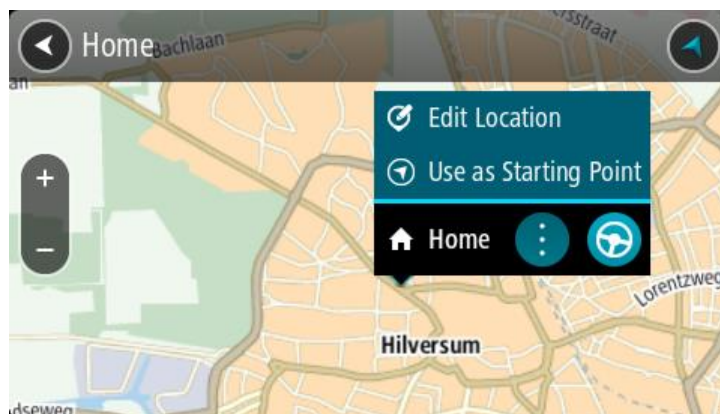 Home
Bachlaan
Edit Location
Use as Starting Point
Home
Lorentzweg
Hilversum